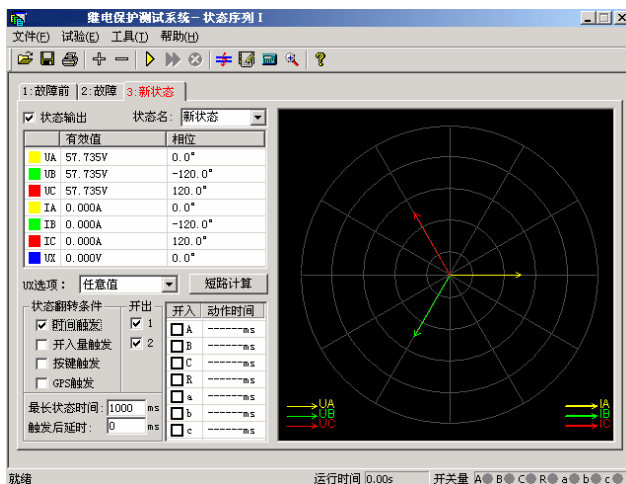 继电保护测试系统－状态序列 I
文件(F) 试验(E) 工具(T) 帮助(H)
1:故障前 2:故障 3:新状态
状态输出 状态名: 新状态
有效值 相位
UA 57.735V 0.0°
UB 57.735V -120.0°
UC 57.735V 120.0°
IA 0.000A 0.0°
IB 0.000A -120.0°
IC 0.000A 120.0°
UX 0.000V 0.0°
UX选项: 任意值 短路计算
状态翻转条件 开出 开入 动作时间
时间触发 1 A ------ms
开入量触发 2 B ------ms
按键触发 C ------ms
GPS触发 R ------ms
a ------ms
最长状态时间: 1000 ms b ------ms
触发后延时: 0 ms c ------ms
UA IA
UB IB
UC IC
就绪 运行时间 0.00s 开关量 A B C R a b c